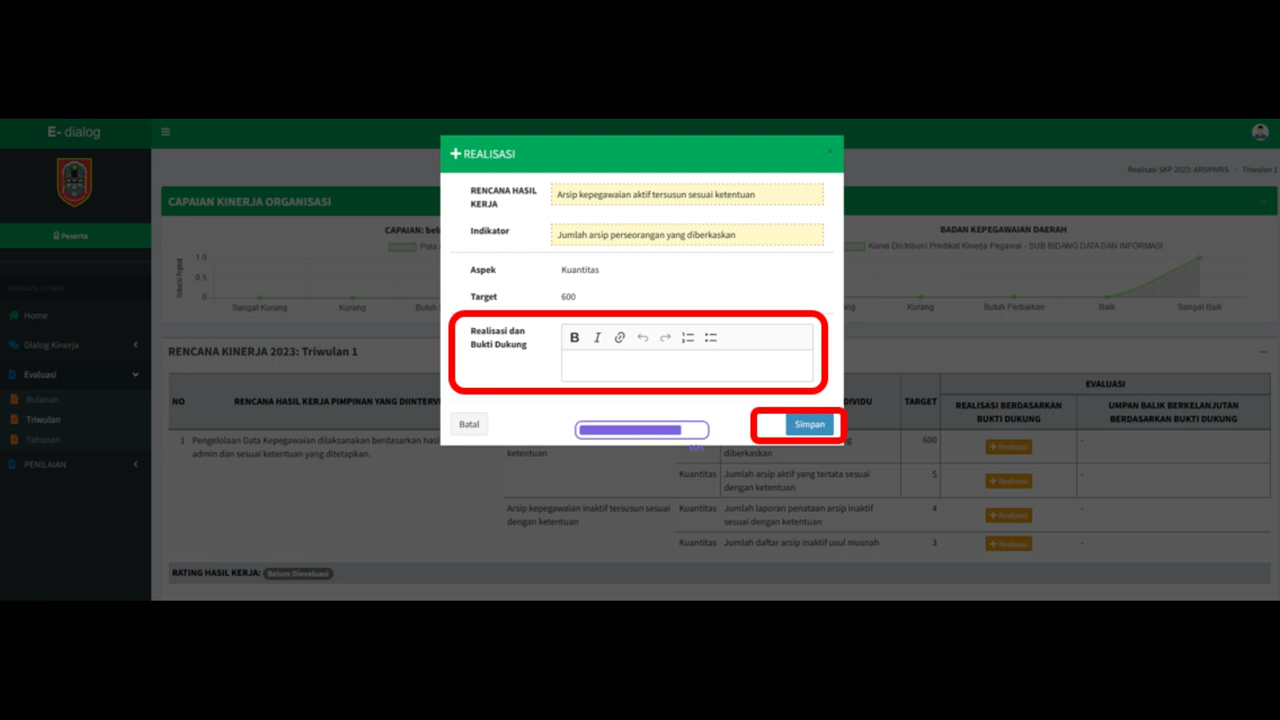 E- dialog
Realisasi SKP 2023: ARSIPARIS - Triwulan 1
CAPAIAN KINERJA ORGANISASI
Peserta
CAPAIAN:
BADAN KEPEGAWAIAN DAERAH
Kurva Distribusi Predikat Kinerja Pegawai - SUB BIDANG DATA DAN INFORMASI
1.0
0.5
0
Sangat Kurang
Kurang
Kurang
Butuh Perbaikan
Baik
Sangat Baik
Home
Dialog Kinerja
Evaluasi
Bulanan
Triwulan
Tahunan
PENILAIAN
RENCANA KINERJA 2023: Triwulan 1
NO
RENCANA HASIL KERJA PIMPINAN YANG
TARGET
EVALUASI
REALISASI BERDASARKAN
BUKTI DUKUNG
UMPAN BALIK BERKELANJUTAN
BERDASARKAN BUKTI DUKUNG
1 Pengelolaan Data Kepegawaian dilaksanakan berdasarkan
admin dan sesuai ketentuan yang ditetapkan.
ketentuan
diberkaskan
600
+ Realisasi
-
Kuantitas
Jumlah arsip aktif yang tertata sesuai
dengan ketentuan
5
+ Realisasi
-
Arsip kepegawaian inaktif tersusun sesuai
dengan ketentuan
Kuantitas
Jumlah laporan penataan arsip inaktif
sesuai dengan ketentuan
4
+ Realisasi
-
Kuantitas
Jumlah daftar arsip inaktif usul musnah
3
+ Realisasi
-
RATING HASIL KERJA: Belum Dievaluasi
+ REALISASI
×
RENCANA HASIL
KERJA
Arsip kepegawaian aktif tersusun sesuai ketentuan
Indikator
Jumlah arsip perseorangan yang diberkaskan
Aspek
Kuantitas
Target
600
Realisasi dan
Bukti Dukung
B I
Batal
Simpan